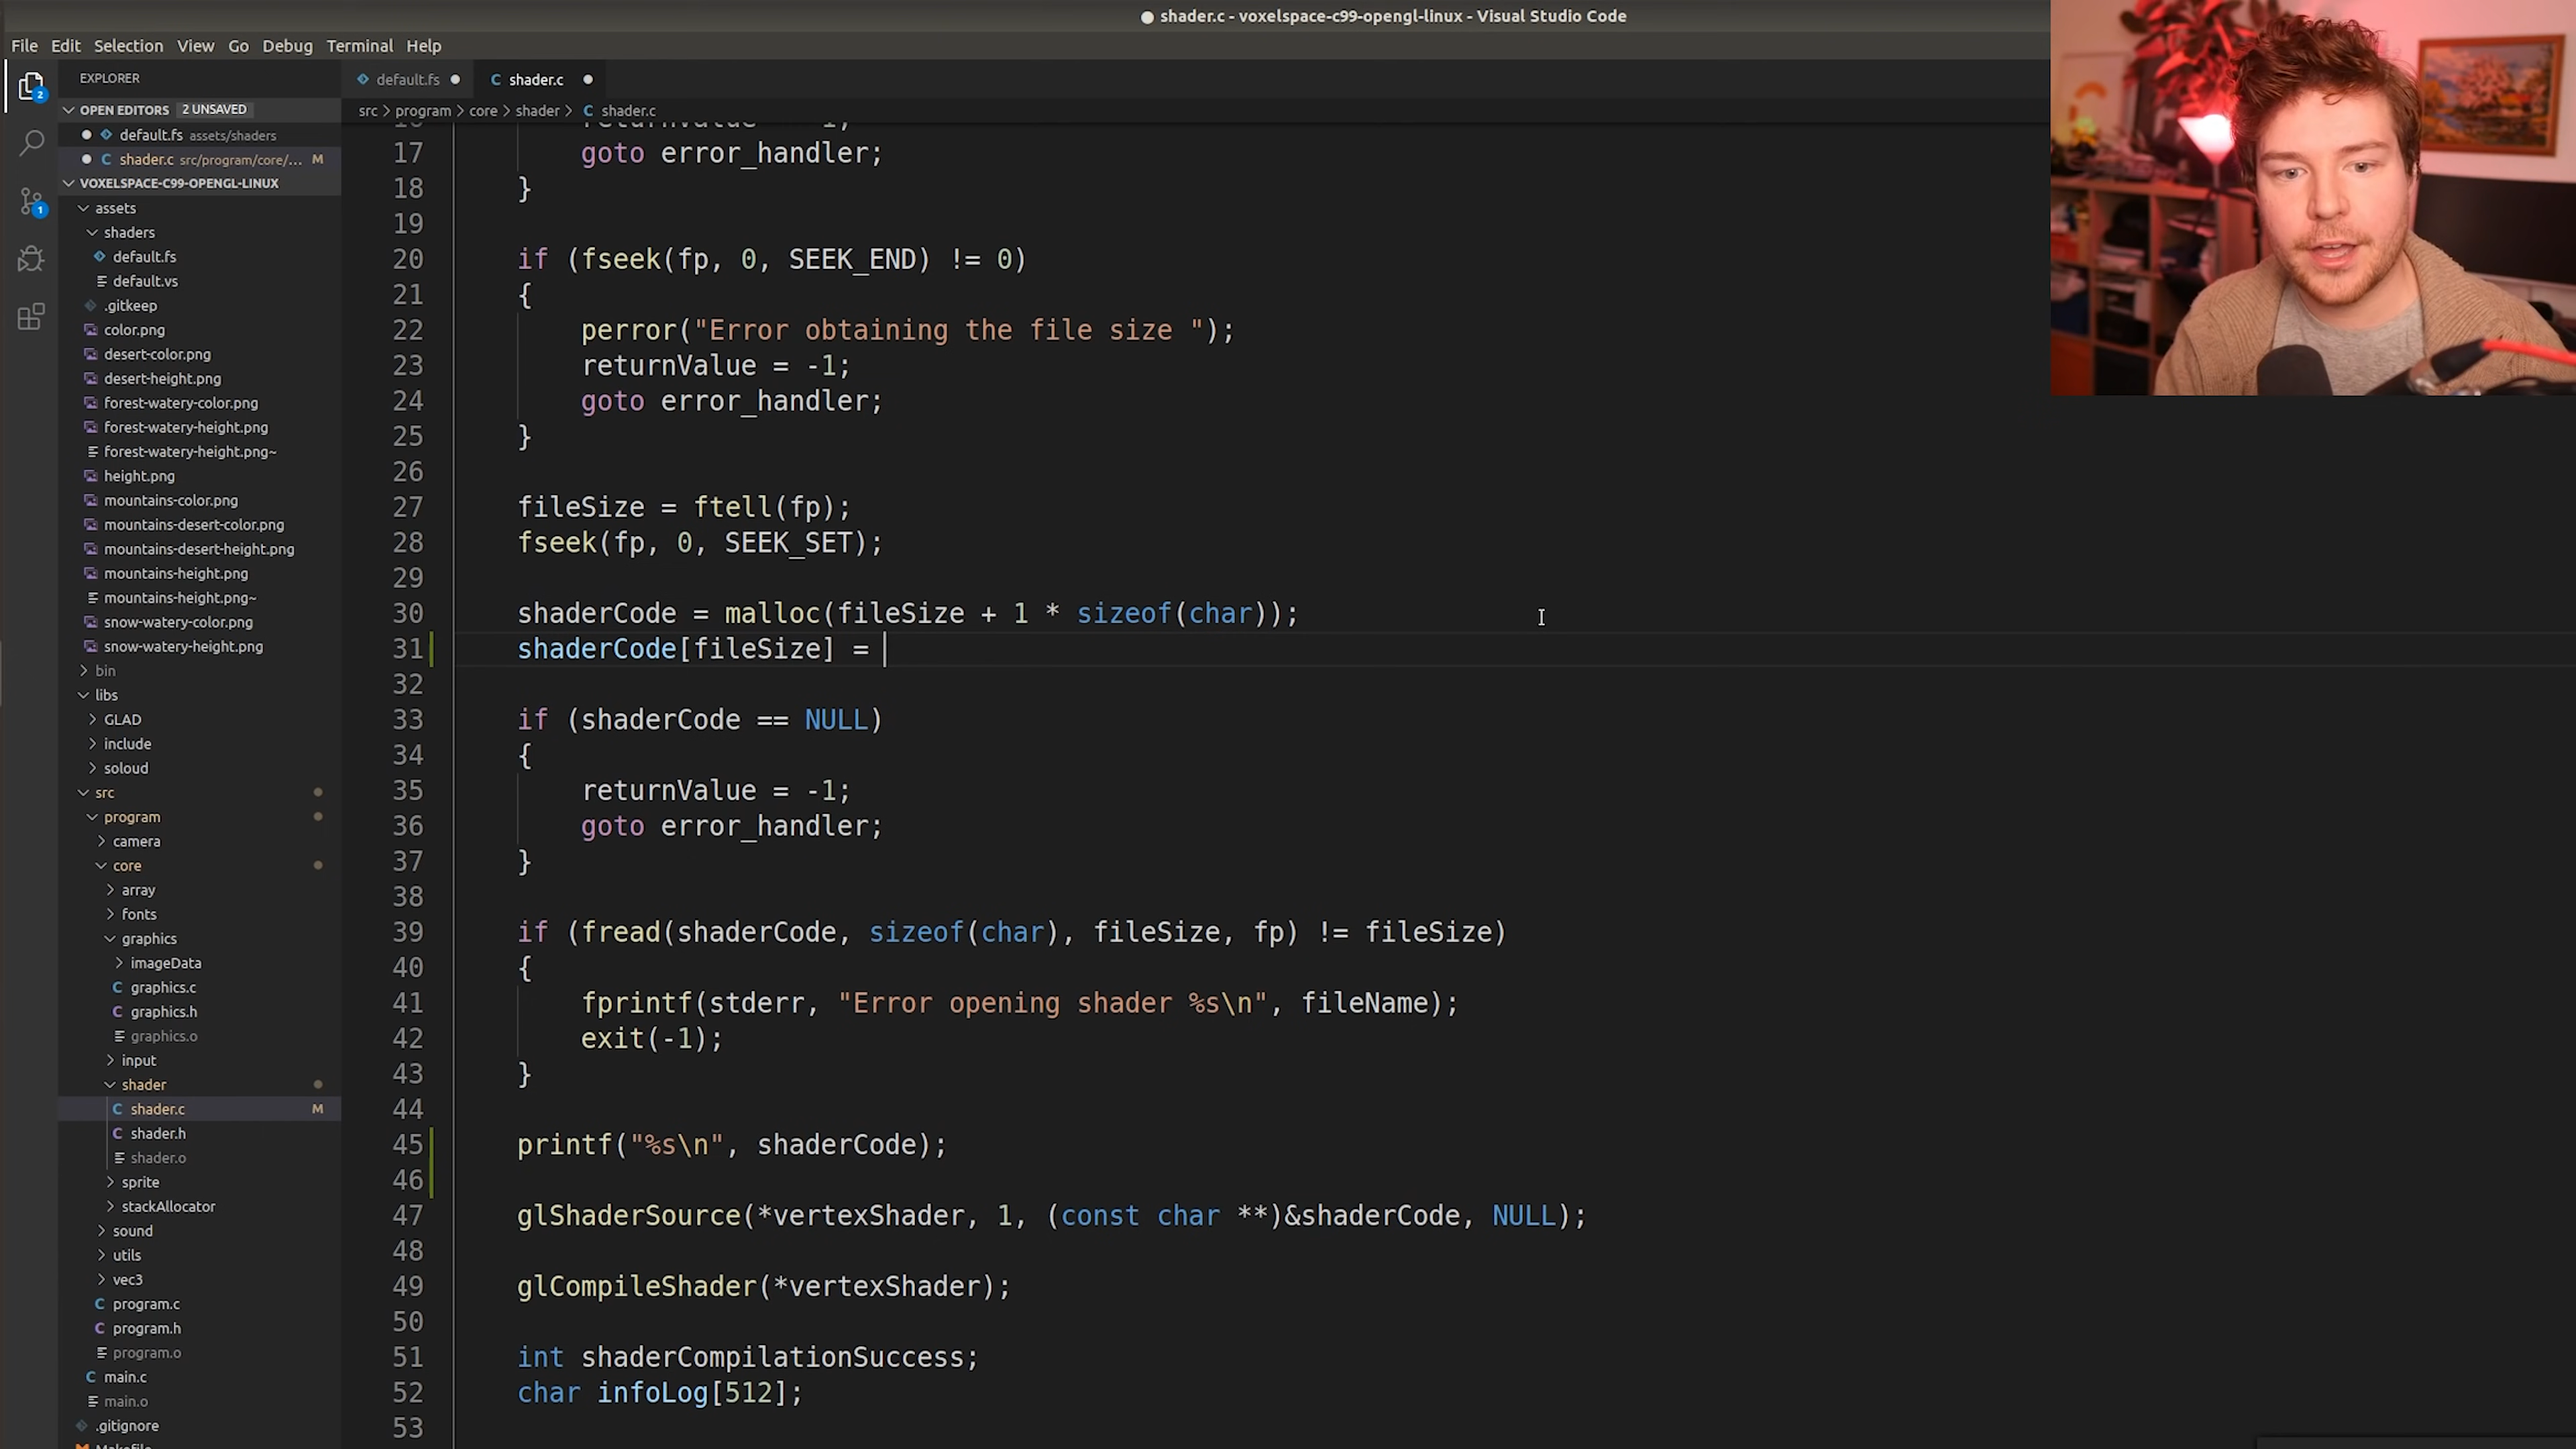 shader.c - voxelspace-c99-opengl-linux - Visual Studio Code
File Edit Selection View Go Debug Terminal Help
EXPLORER
OPEN EDITORS 2 UNSAVED
default.fs assets/shaders
shader.c src/program/core/... M
VOXELSPACE-C99-OPENGL-LINUX
assets
shaders
default.fs
default.vs
.gitkeep
color.png
desert-color.png
desert-height.png
forest-watery-color.png
forest-watery-height.png
forest-watery-height.png~
height.png
mountains-color.png
mountains-desert-color.png
mountains-desert-height.png
mountains-height.png
mountains-height.png~
snow-watery-color.png
snow-watery-height.png
bin
libs
GLAD
include
soloud
src
program
camera
core
array
fonts
graphics
imageData
graphics.c
graphics.h
graphics.o
input
shader
shader.c M
shader.h
shader.o
sprite
stackAllocator
sound
utils
vec3
program.c
program.h
program.o
main.c
main.o
.gitignore
Makefile
2
1
default.fs shader.c
src > program > core > shader > C shader.c
17 goto error_handler;
18 }
19
20 if (fseek(fp, 0, SEEK_END) != 0)
21 {
22 perror("Error obtaining the file size ");
23 returnValue = -1;
24 goto error_handler;
25 }
26
27 fileSize = ftell(fp);
28 fseek(fp, 0, SEEK_SET);
29
30 shaderCode = malloc(fileSize + 1 * sizeof(char));
31 shaderCode[fileSize] =
32
33 if (shaderCode == NULL)
34 {
35 returnValue = -1;
36 goto error_handler;
37 }
38
39 if (fread(shaderCode, sizeof(char), fileSize, fp) != fileSize)
40 {
41 fprintf(stderr, "Error opening shader %s\n", fileName);
42 exit(-1);
43 }
44
45 printf("%s\n", shaderCode);
46
47 glShaderSource(*vertexShader, 1, (const char **)&shaderCode, NULL);
48
49 glCompileShader(*vertexShader);
50
51 int shaderCompilationSuccess;
52 char infoLog[512];
53